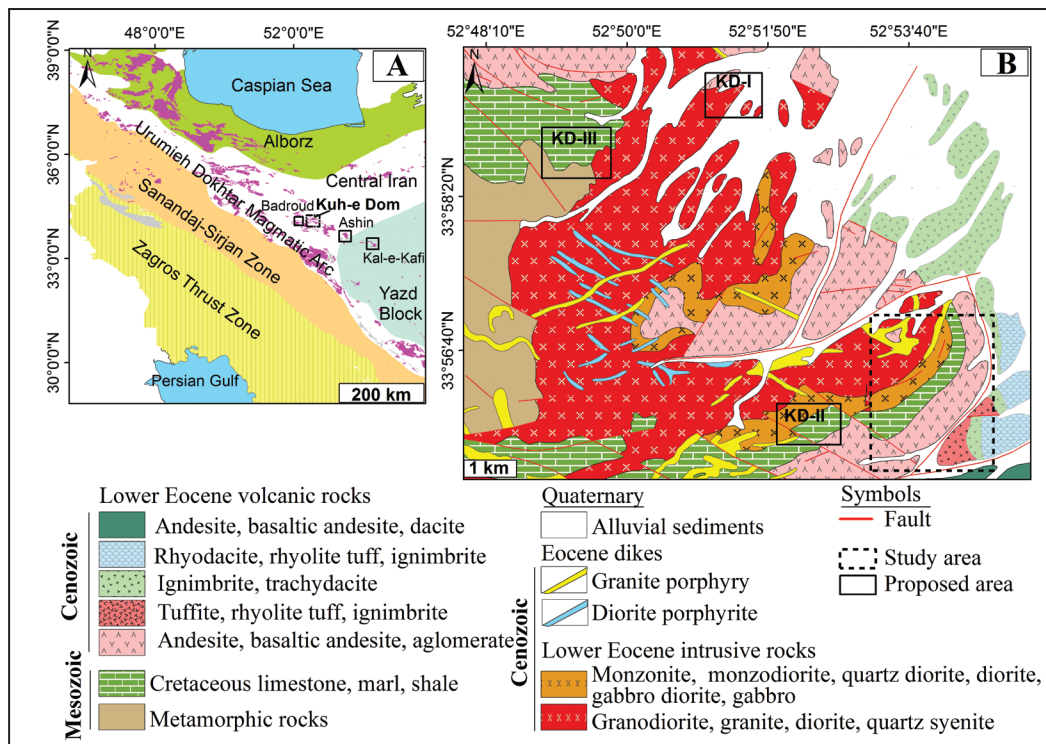 48°0'0"N
52°0'0"N
39°0'0"N
36°0'0"N
33°0'0"N
30°0'0"N
N
A
Caspian Sea
Alborz
Urumieh Dokhtar Magmatic Arc
Central Iran
Badroud
Kuh-e Dom
Ashin
Kal-e-Kafi
Sanandaj-Sirjan Zone
Zagros Thrust Zone
Yazd
Block
Persian Gulf
200 km
52°48'10"E
52°50'00"E
52°51'50"E
52°53'40"E
33°58'20"N
33°56'40"N
N
B
KD-I
KD-III
KD-II
1 km
Lower Eocene volcanic rocks
Cenozoic
Andesite, basaltic andesite, dacite
Rhyodacite, rhyolite tuff, ignimbrite
Ignimbrite, trachydacite
Tuffite, rhyolite tuff, ignimbrite
Andesite, basaltic andesite, aglomerate
Mesozoic
Cretaceous limestone, marl, shale
Metamorphic rocks
Quaternary
Alluvial sediments
Eocene dikes
Cenozoic
Granite porphyry
Diorite porphyrite
Lower Eocene intrusive rocks
Monzonite, monzodiorite, quartz diorite, diorite,
gabbro diorite, gabbro
Granodiorite, granite, diorite, quartz syenite
Symbols
Fault
Study area
Proposed area